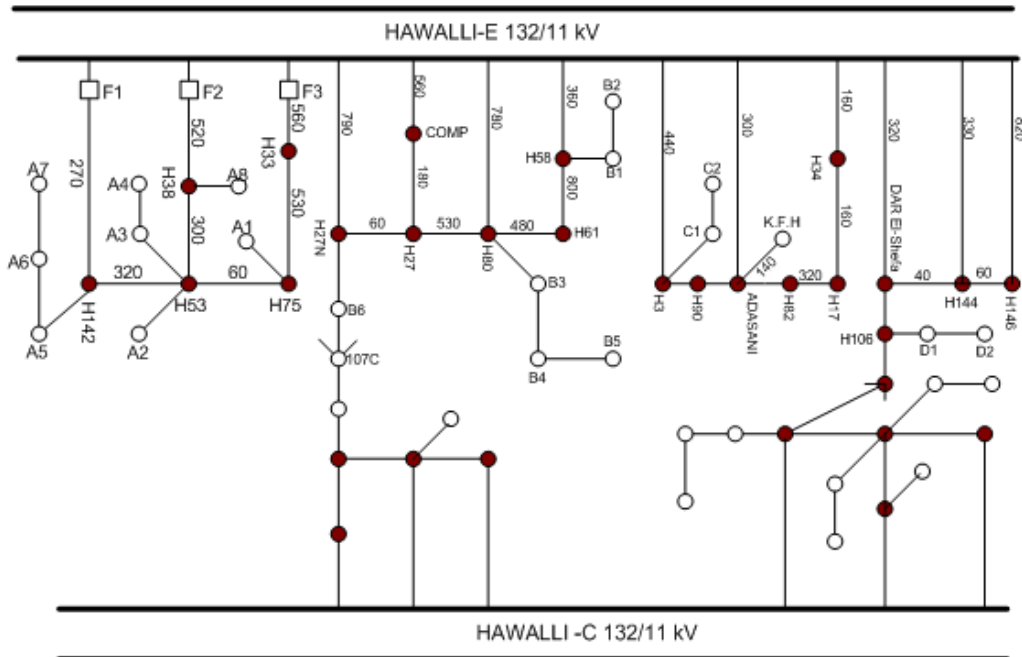 HAWALLI-E 132/11 kV
F1
F2
F3
270
520
560
790
560
780
360
B2
440
300
160
320
330
820
H33
COMP
H58
B1
H34
A7
A4
H38
A8
530
180
800
A3
300
A1
H27N
60
H27
530
H80
480
H61
C1
K.F.H
160
DAR El-Shefa
A6
320
60
B3
140
320
40
60
H142
H53
H75
H3
H90
ADASANI
H82
H17
H144
H146
B6
A5
A2
107C
B4
B5
H106
D1
D2
HAWALLI -C 132/11 kV